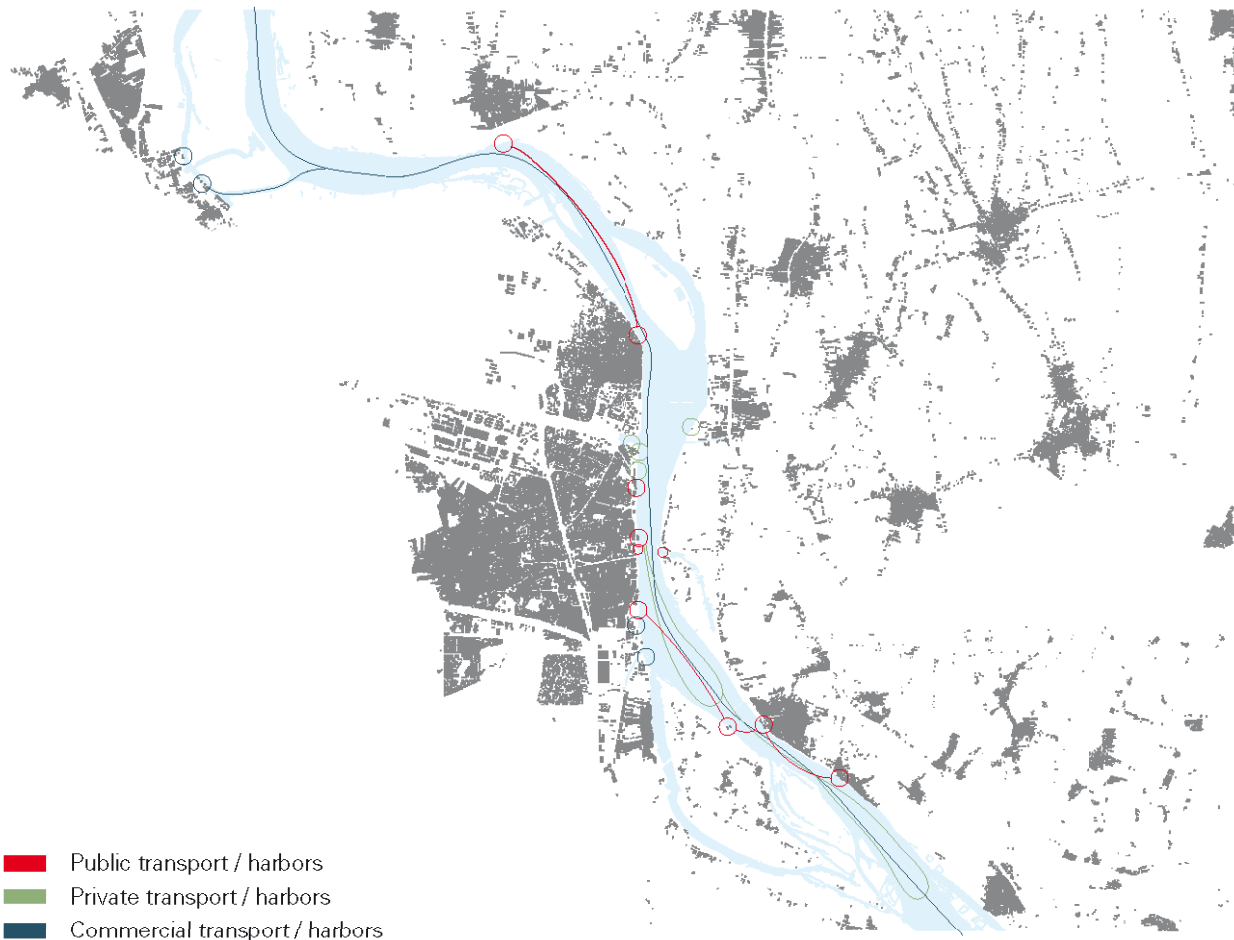 Public transport / harbors
Private transport / harbors
Commercial transport / harbors